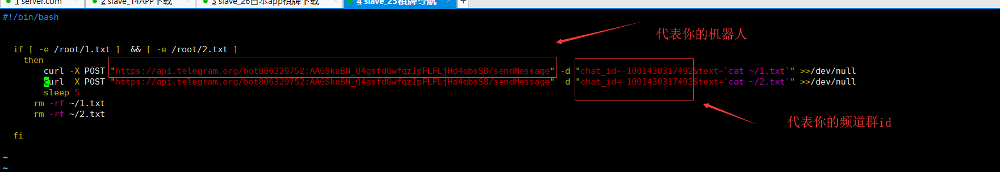 1 server.com
2 slave_14APP下载
3 slave_26日本app棋牌下载
4 slave_25棋牌导航
#!/bin/bash
代表你的机器人
if [ -e /root/1.txt ]  && [ -e /root/2.txt ]
then
curl -X POST "https://api.telegram.org/bot806329752:AAGSkuBN_Q4gsfdGwfqzIpFLFLjHd4qbsS8/sendMessage" -d "chat_id=-1001430317492&text=`cat ~/1.txt`" >>/dev/null
curl -X POST "https://api.telegram.org/bot806329752:AAGSkuBN_Q4gsfdGwfqzIpFLFLjHd4qbsS8/sendMessage" -d "chat_id=-1001430317492&text=`cat ~/2.txt`" >>/dev/null
sleep 5
rm -rf ~/1.txt
rm -rf ~/2.txt
代表你的频道群id
fi
~
~